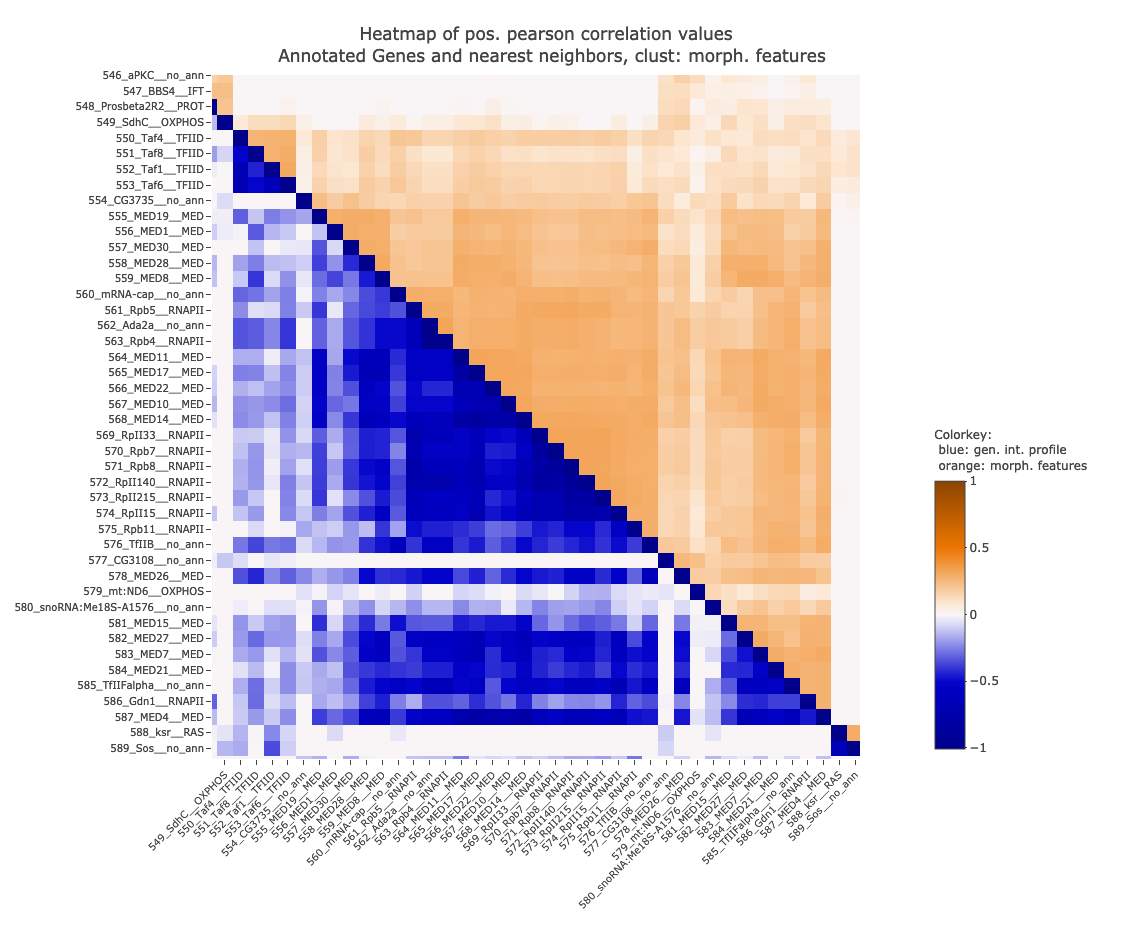 Heatmap of pos. pearson correlation values
Annotated Genes and nearest neighbors, clust: morph. features
546_aPKC__no_ann
547_BBS4__IFT
548_Prosbeta2R2__PROT
549_SdhC__OXPHOS
550_Taf4__TFIID
551_Taf8__TFIID
552_Taf1__TFIID
553_Taf6__TFIID
554_CG3735__no_ann
555_MED19__MED
556_MED1__MED
557_MED30__MED
558_MED28__MED
559_MED8__MED
560_mRNA-cap__no_ann
561_Rpb5__RNAPII
562_Ada2a__no_ann
563_Rpb4__RNAPII
564_MED11__MED
565_MED17__MED
566_MED22__MED
567_MED10__MED
568_MED14__MED
569_RpII33__RNAPII
570_Rpb7__RNAPII
571_Rpb8__RNAPII
572_RpII140__RNAPII
573_RpII215__RNAPII
574_RpII15__RNAPII
575_Rpb11__RNAPII
576_TfIIB__no_ann
577_CG3108__no_ann
578_MED26__MED
579_mt:ND6__OXPHOS
580_snoRNA:Me18S-A1576__no_ann
581_MED15__MED
582_MED27__MED
583_MED7__MED
584_MED21__MED
585_TfIIFalpha__no_ann
586_Gdn1__RNAPII
587_MED4__MED
588_ksr__RAS
589_Sos__no_ann
549_SdhC__OXPHOS
550_Taf4__TFIID
551_Taf8__TFIID
552_Taf1__TFIID
553_Taf6__TFIID
554_CG3735__no_ann
555_MED19__MED
556_MED1__MED
557_MED30__MED
558_MED28__MED
559_MED8__MED
560_mRNA-cap__no_ann
561_Rpb5__RNAPII
562_Ada2a__no_ann
563_Rpb4__RNAPII
564_MED11__MED
565_MED17__MED
566_MED22__MED
567_MED10__MED
568_MED14__MED
569_RpII33__RNAPII
570_Rpb7__RNAPII
571_Rpb8__RNAPII
572_RpII140__RNAPII
573_RpII215__RNAPII
574_RpII15__RNAPII
575_Rpb11__RNAPII
576_TfIIB__no_ann
577_CG3108__no_ann
578_MED26__MED
579_mt:ND6__OXPHOS
580_snoRNA:Me18S-A1576__no_ann
581_MED15__MED
582_MED27__MED
583_MED7__MED
584_MED21__MED
585_TfIIFalpha__no_ann
586_Gdn1__RNAPII
587_MED4__MED
588_ksr__RAS
589_Sos__no_ann
Colorkey:
blue: gen. int. profile
orange: morph. features
1
0.5
0
−0.5
−1